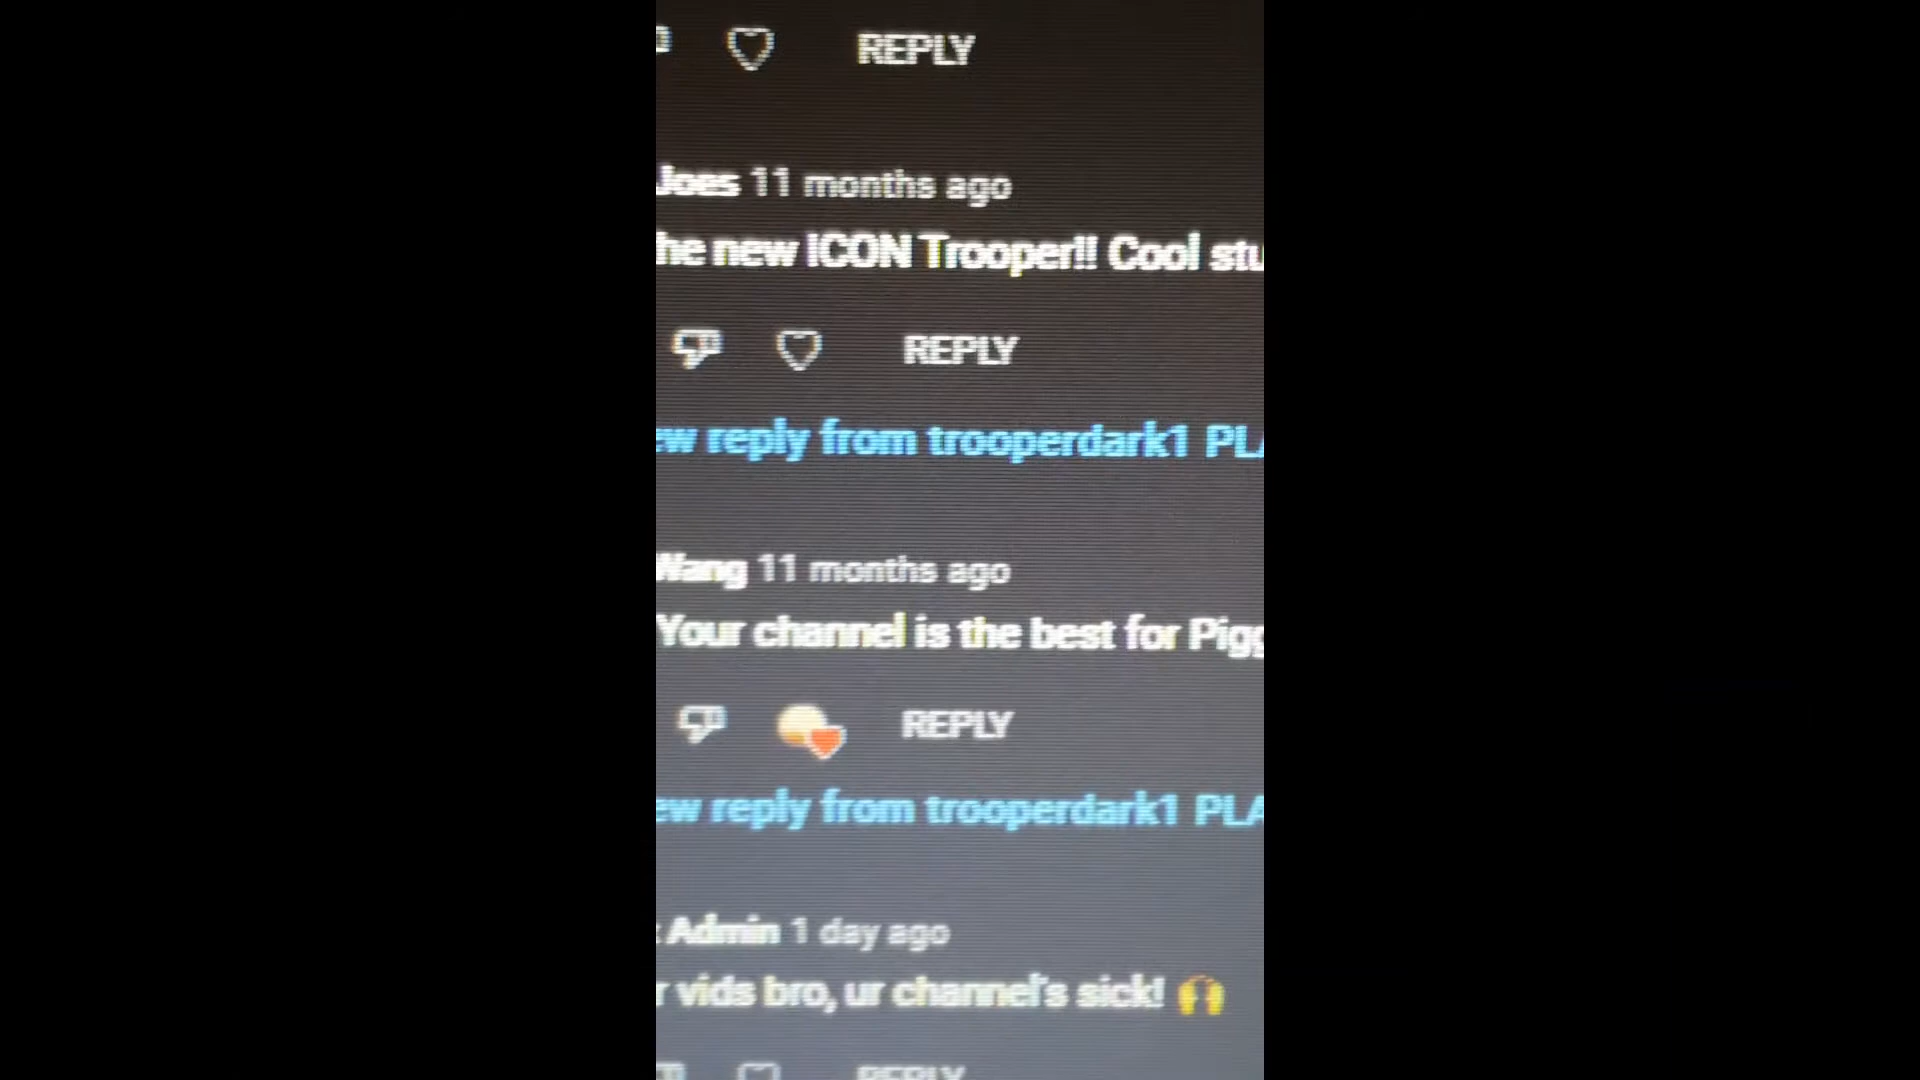 REPLY
Joes 11 months ago
he new ICON Trooper!! Cool stu
REPLY
ew reply from trooperdark1 PLA
Wang 11 months ago
Your channel is the best for Pigg
REPLY
ew reply from trooperdark1 PLA
Admin 1 day ago
r vids bro, ur channel's sick! 🙌
REPLY